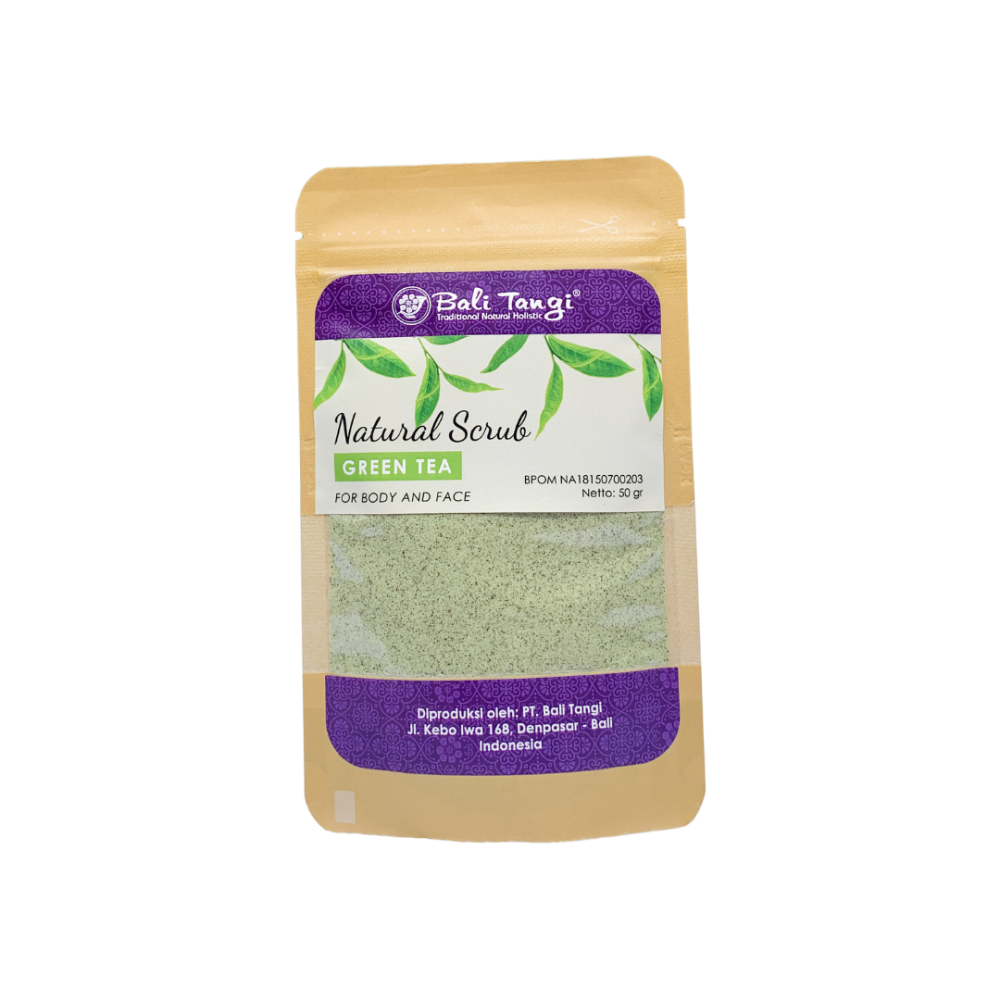 Bali Tangi®
Traditional Natural Holistic
Natural Scrub
GREEN TEA
FOR BODY AND FACE
BPOM NA18150700203
Netto: 50 gr
Diproduksi oleh: PT. Bali Tangi
Jl. Kebo Iwa 168, Denpasar - Bali
Indonesia